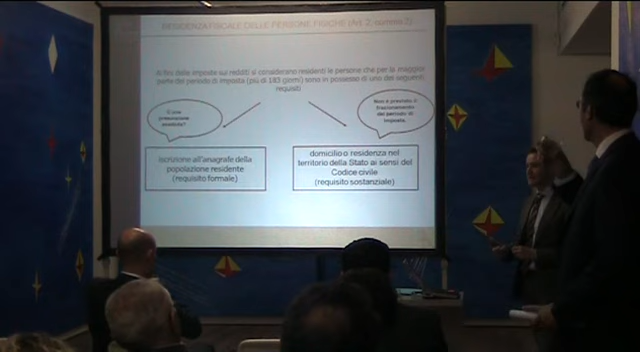 RESIDENZA FISCALE DELLE PERSONE FISICHE (Art. 2, comma 2)
Ai fini delle imposte sui redditi si considerano residenti le persone che per la maggior
parte del periodo di imposta (più di 183 giorni) sono in possesso di uno dei seguenti
requisiti
È una
presunzione
assoluta?
Non è previsto il
frazionamento
del periodo di
imposta
iscrizione all'anagrafe della
popolazione residente
(requisito formale)
domicilio o residenza nel
territorio dello Stato ai sensi del
Codice civile
(requisito sostanziale)